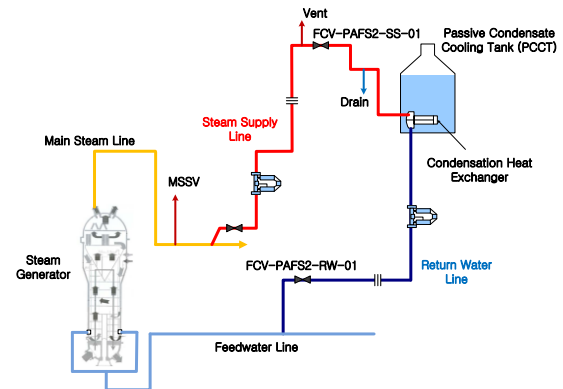 Vent
FCV-PAFS2-SS-01
Passive Condensate
Cooling Tank (PCCT)
Drain
Steam Supply
Line
Main Steam Line
MSSV
Condensation Heat
Exchanger
Steam
Generator
FCV-PAFS2-RW-01
Return Water
Line
Feedwater Line